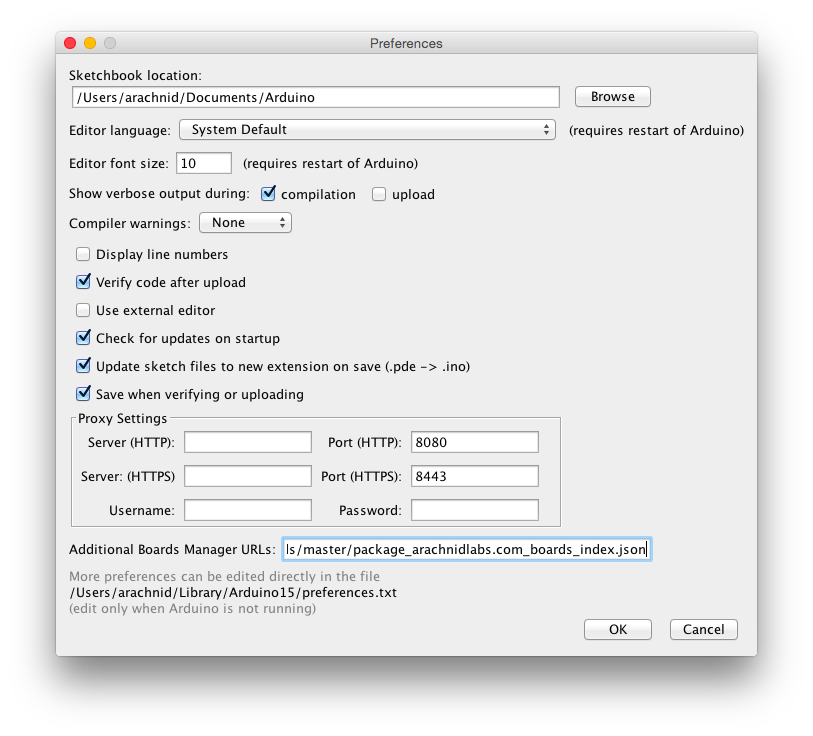 Preferences
Sketchbook location:
/Users/arachnid/Documents/Arduino Browse
Editor language: System Default (requires restart of Arduino)
Editor font size: 10 (requires restart of Arduino)
Show verbose output during: compilation upload
Compiler warnings: None
Display line numbers
Verify code after upload
Use external editor
Check for updates on startup
Update sketch files to new extension on save (.pde -> .ino)
Save when verifying or uploading
Proxy Settings
Server (HTTP): Port (HTTP): 8080
Server: (HTTPS) Port (HTTPS): 8443
Username: Password:
Additional Boards Manager URLs: ls/master/package_arachnidlabs.com_boards_index.json
More preferences can be edited directly in the file
/Users/arachnid/Library/Arduino15/preferences.txt
(edit only when Arduino is not running)
OK Cancel